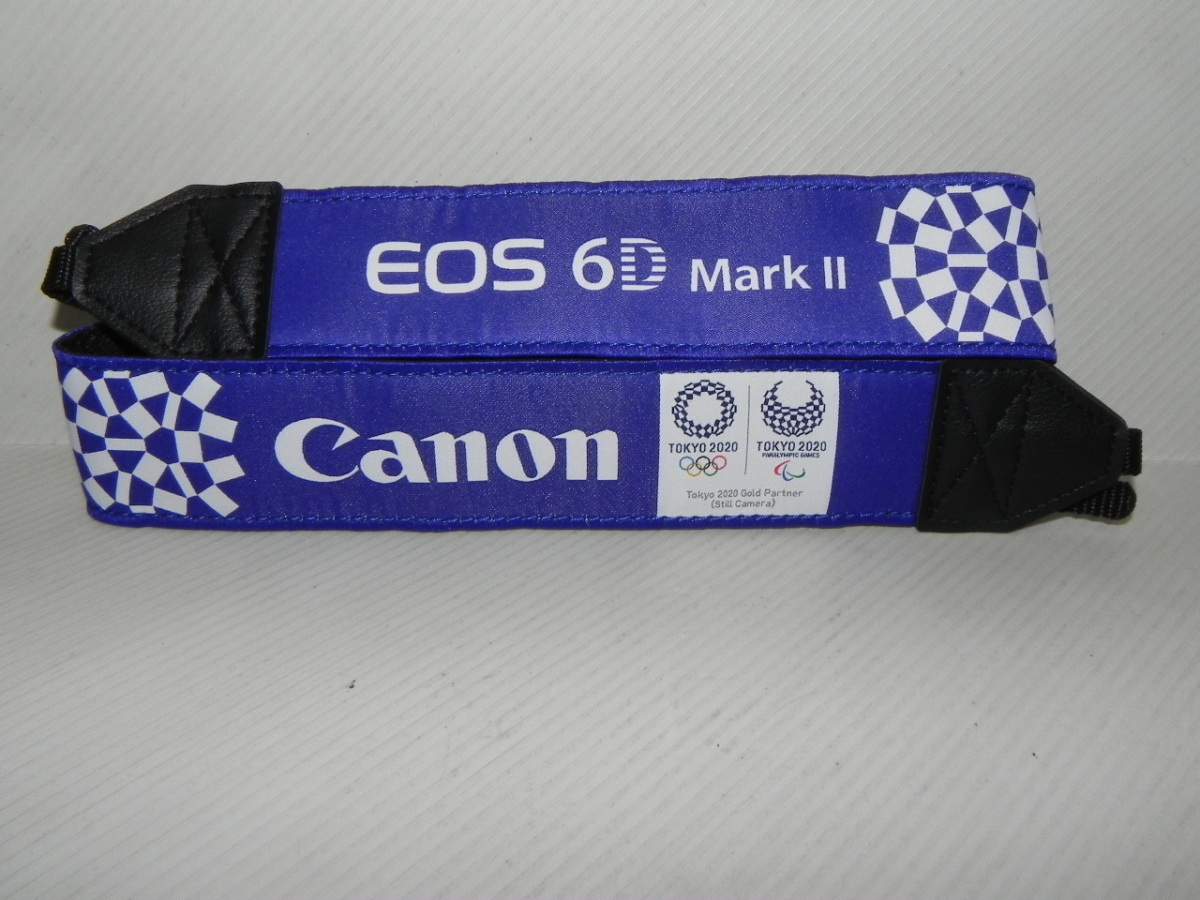 EOS 6D Mark II
Canon
TOKYO 2020
TOKYO 2020
PARALYMPIC GAMES
Tokyo 2020 Gold Partner
(Still Camera)